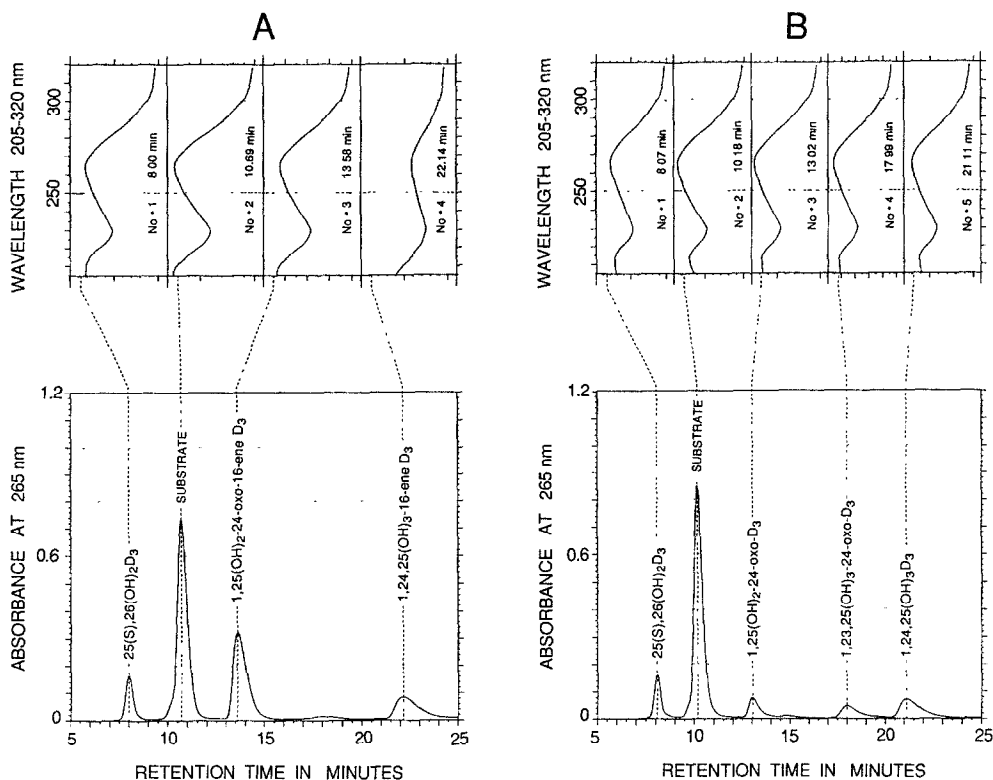 A
WAVELENGTH 205-320 nm
300
250
No • 1 8 00 min
No • 2 10.69 min
No • 3 13 58 min
No • 4 22.14 min
ABSORBANCE AT 265 nm
1.2
0.6
0
25(S),26(OH)2D3
SUBSTRATE
1,25(OH)2-24-oxo-16-ene D3
1,24,25(OH)3-16-ene D3
5 10 15 20 25
RETENTION TIME IN MINUTES
B
WAVELENGTH 205-320 nm
300
250
No • 1 8 07 min
No • 2 10 18 min
No • 3 13 02 min
No • 4 17.99 min
No • 5 21 11 min
ABSORBANCE AT 265 nm
1.2
0.6
0
25(S),26(OH)2D3
SUBSTRATE
1,25(OH)2-24-oxo-D3
1,23,25(OH)3-24-oxo-D3
1,24,25(OH)3D3
5 10 15 20 25
RETENTION TIME IN MINUTES